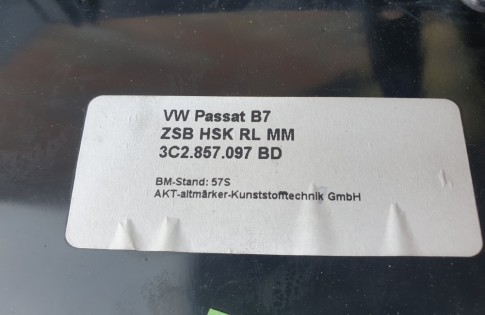 VW Passat B7
ZSB HSK RL MM
3C2.857.097 BD
BM-Stand: 57S
AKT-altmärker-Kunststofftechnik GmbH